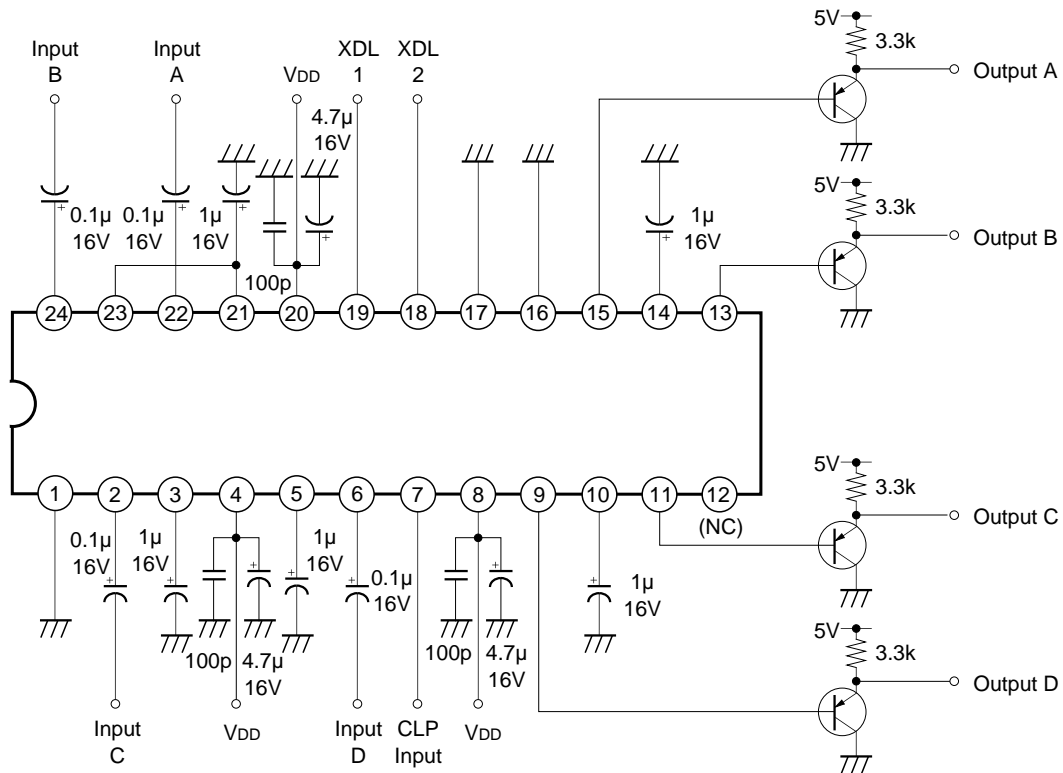 Input
B
Input
A
VDD
XDL
1
XDL
2
4.7µ
16V
0.1µ
16V
0.1µ
16V
1µ
16V
100p
1µ
16V
5V
3.3k
Output A
5V
3.3k
Output B
24
23
22
21
20
19
18
17
16
15
14
13
1
2
3
4
5
6
7
8
9
10
11
12
(NC)
0.1µ
16V
1µ
16V
100p
4.7µ
16V
1µ
16V
0.1µ
16V
100p
4.7µ
16V
1µ
16V
Input
C
VDD
Input
D
CLP
Input
VDD
5V
3.3k
Output C
5V
3.3k
Output D